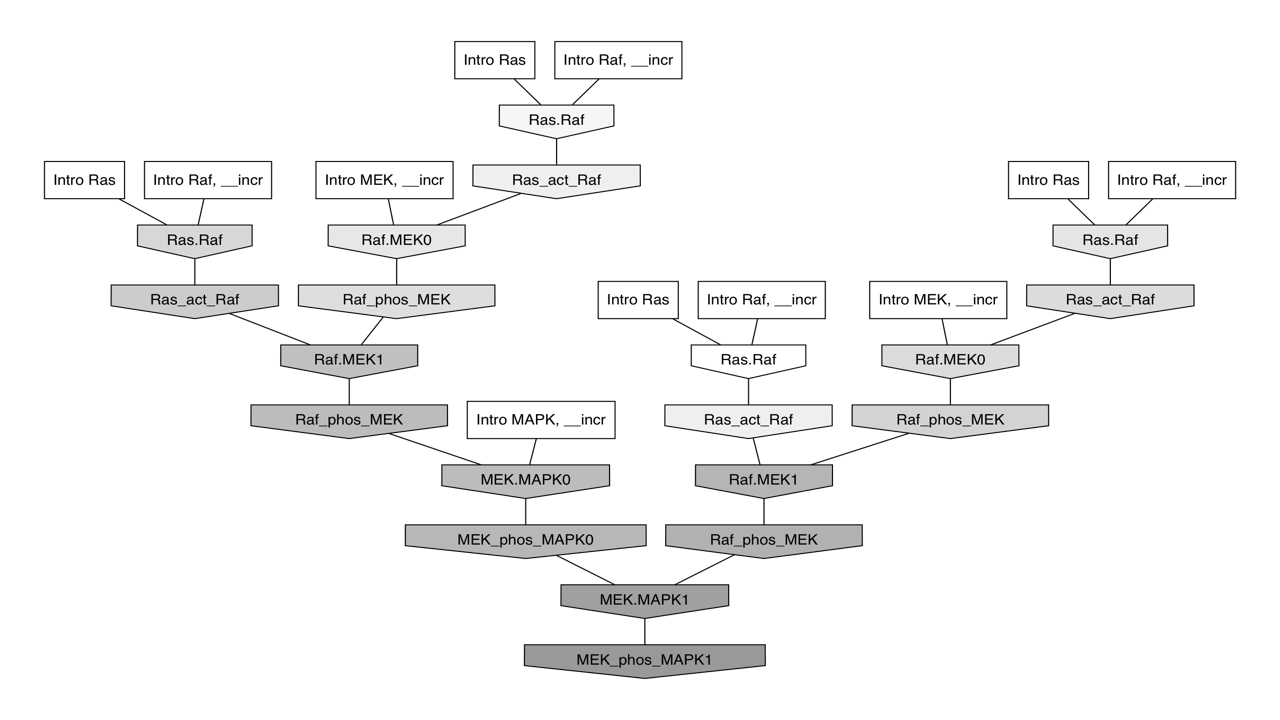 Intro Ras
Intro Raf, __incr
Ras.Raf
Intro Ras
Intro Raf, __incr
Intro MEK, __incr
Ras_act_Raf
Intro Ras
Intro Raf, __incr
Ras.Raf
Raf.MEK0
Ras.Raf
Ras_act_Raf
Raf_phos_MEK
Intro Ras
Intro Raf, __incr
Intro MEK, __incr
Ras_act_Raf
Raf.MEK1
Ras.Raf
Raf.MEK0
Raf_phos_MEK
Intro MAPK, __incr
Ras_act_Raf
Raf_phos_MEK
MEK.MAPK0
Raf.MEK1
MEK_phos_MAPK0
Raf_phos_MEK
MEK.MAPK1
MEK_phos_MAPK1